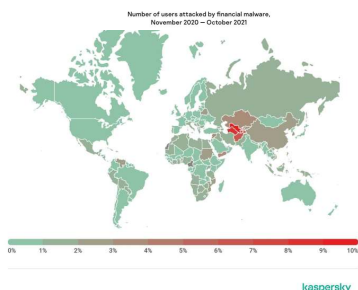 Number of users attacked by financial malware,
November 2020 — October 2021
0% 1% 2% 3% 4% 5% 6% 7% 8% 9% 10%
kaspersky